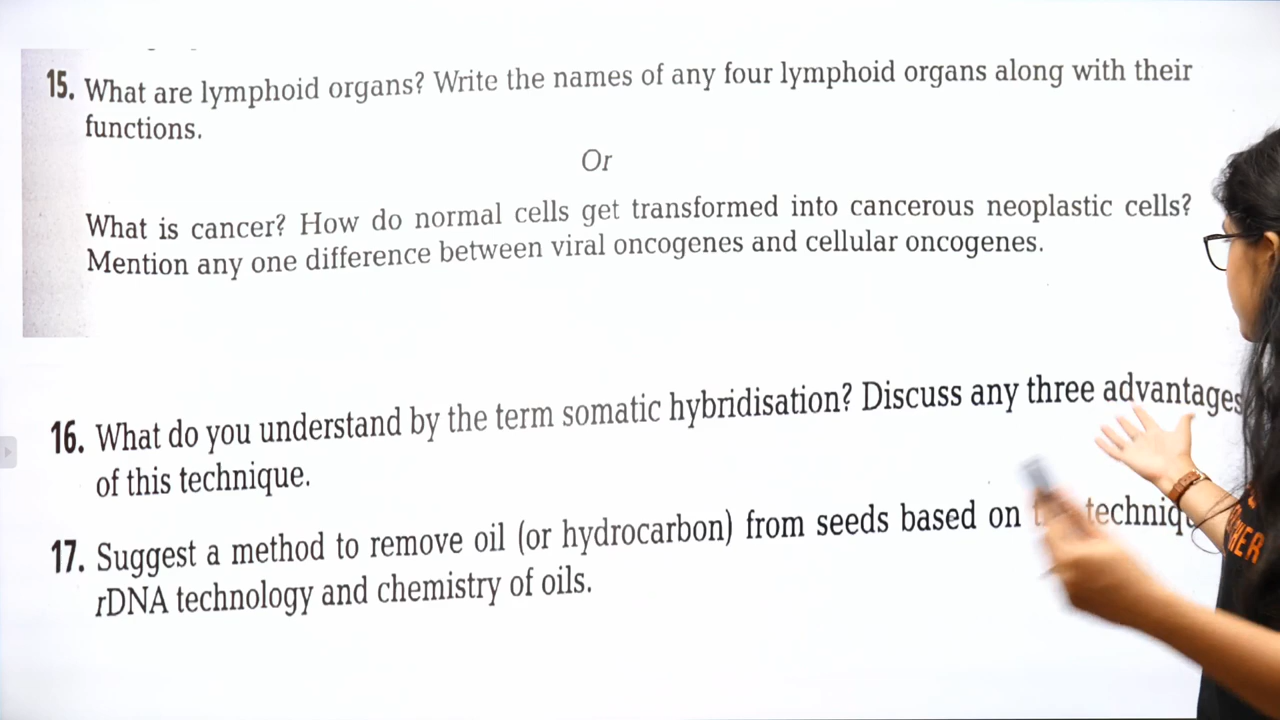 15. What are lymphoid organs? Write the names of any four lymphoid organs along with their
functions.
Or
What is cancer? How do normal cells get transformed into cancerous neoplastic cells?
Mention any one difference between viral oncogenes and cellular oncogenes.
16. What do you understand by the term somatic hybridisation? Discuss any three advantages
of this technique.
17. Suggest a method to remove oil (or hydrocarbon) from seeds based on
rDNA technology and chemistry of oils.